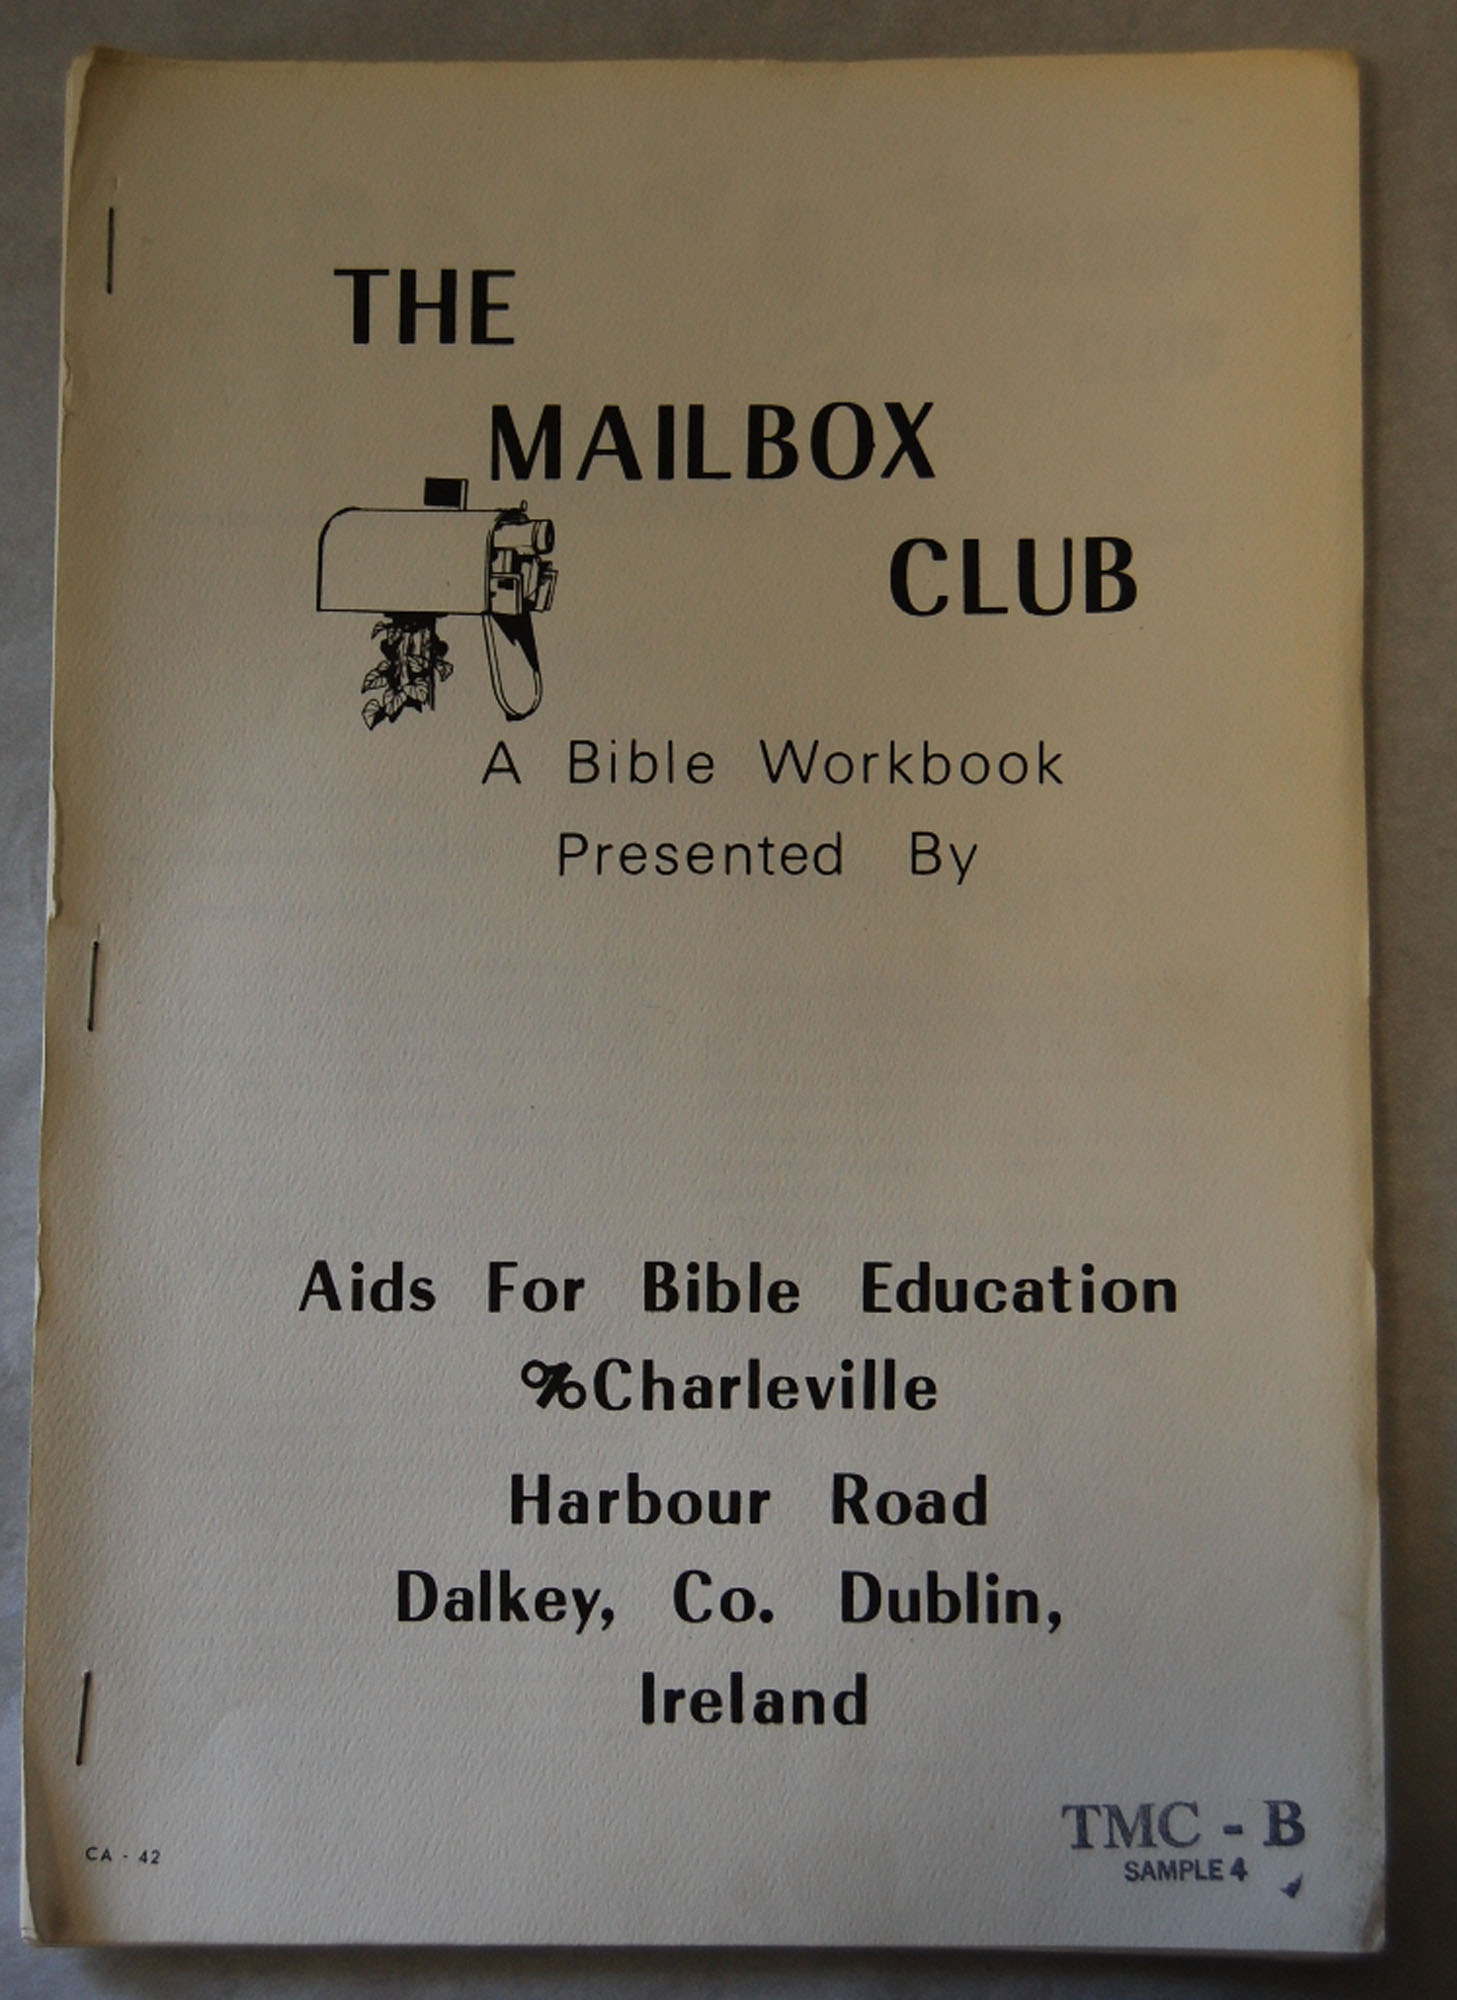 THE
MAILBOX
CLUB
A Bible Workbook
Presented By
Aids For Bible Education
%Charleville
Harbour Road
Dalkey, Co. Dublin,
Ireland
TMC - B
SAMPLE 4
CA - 42